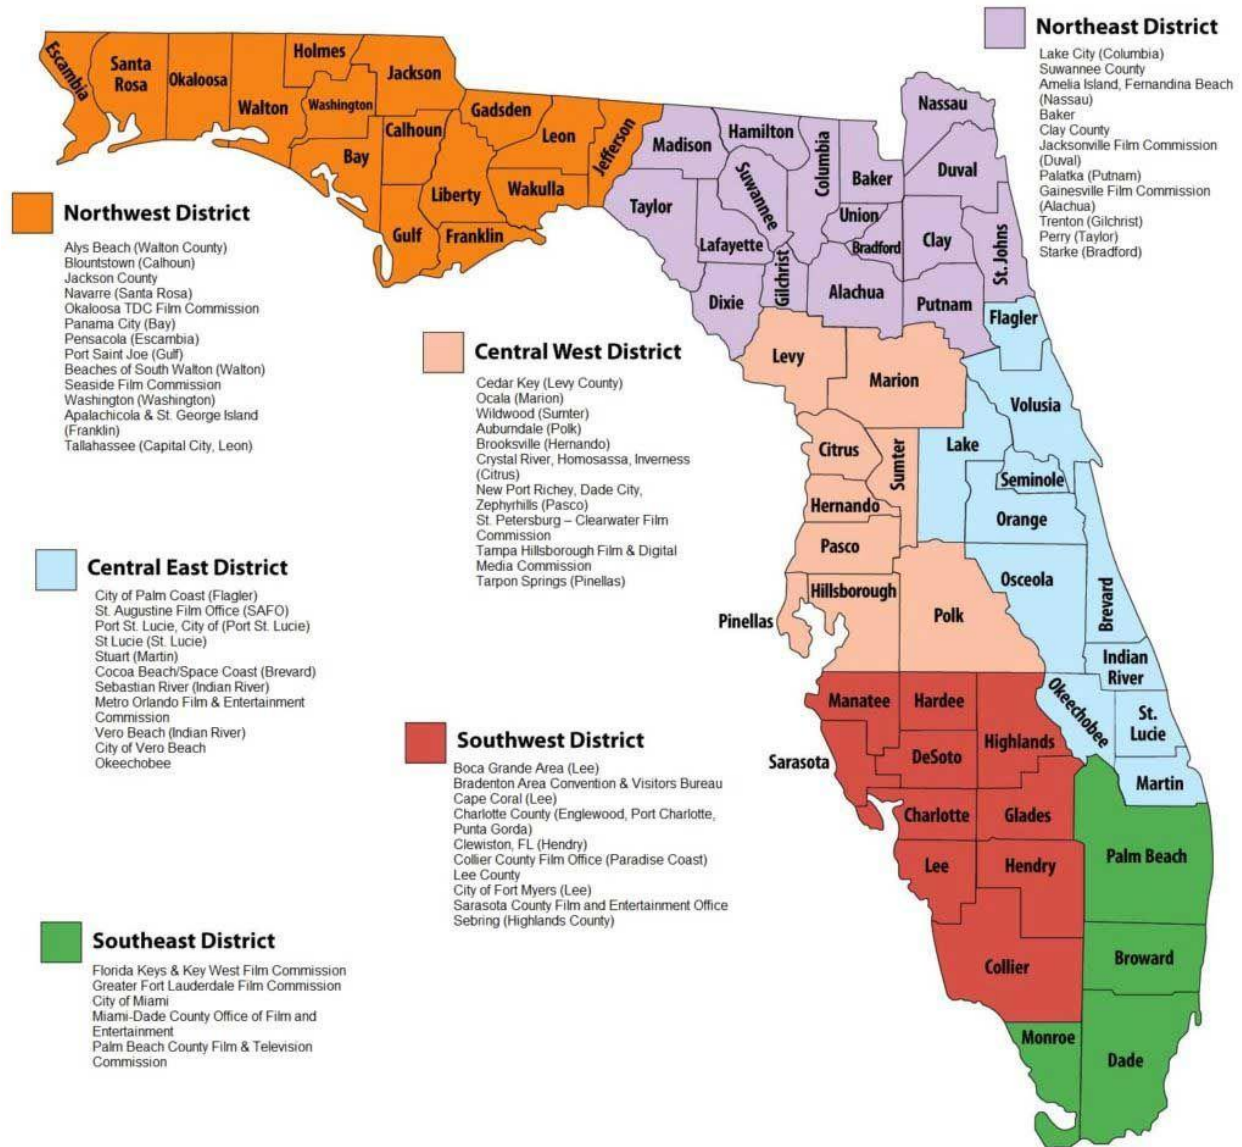 Northeast District
Lake City (Columbia)
Suwannee County
Amelia Island, Fernandina Beach
(Nassau)
Baker
Clay County
Jacksonville Film Commission
(Duval)
Palatka (Putnam)
Gainesville Film Commission
(Alachua)
Trenton (Gilchrist)
Perry (Taylor)
Starke (Bradford)
Escambia
Santa
Rosa
Okaloosa
Walton
Holmes
Washington
Jackson
Bay
Calhoun
Gulf
Gadsden
Liberty
Franklin
Leon
Wakulla
Jefferson
Madison
Taylor
Hamilton
Suwannee
Lafayette
Dixie
Columbia
Gilchrist
Baker
Union
Bradford
Alachua
Nassau
Duval
Clay
St. Johns
Putnam
Northwest District
Alys Beach (Walton County)
Blountstown (Calhoun)
Jackson County
Navarre (Santa Rosa)
Okaloosa TDC Film Commission
Panama City (Bay)
Pensacola (Escambia)
Port Saint Joe (Gulf)
Beaches of South Walton (Walton)
Seaside Film Commission
Washington (Washington)
Apalachicola & St. George Island
(Franklin)
Tallahassee (Capital City, Leon)
Central West District
Cedar Key (Levy County)
Ocala (Marion)
Wildwood (Sumter)
Auburndale (Polk)
Brooksville (Hernando)
Crystal River, Homosassa, Inverness
(Citrus)
New Port Richey, Dade City,
Zephyrhills (Pasco)
St. Petersburg – Clearwater Film
Commission
Tampa Hillsborough Film & Digital
Media Commission
Tarpon Springs (Pinellas)
Levy
Marion
Citrus
Sumter
Hernando
Pasco
Pinellas
Hillsborough
Polk
Flagler
Volusia
Lake
Seminole
Orange
Osceola
Brevard
Indian
River
Okeechobee
St.
Lucie
Martin
Central East District
City of Palm Coast (Flagler)
St. Augustine Film Office (SAFO)
Port St. Lucie, City of (Port St. Lucie)
St Lucie (St. Lucie)
Stuart (Martin)
Cocoa Beach/Space Coast (Brevard)
Sebastian River (Indian River)
Metro Orlando Film & Entertainment
Commission
Vero Beach (Indian River)
City of Vero Beach
Okeechobee
Southwest District
Boca Grande Area (Lee)
Bradenton Area Convention & Visitors Bureau
Cape Coral (Lee)
Charlotte County (Englewood, Port Charlotte,
Punta Gorda)
Clewiston, FL (Hendry)
Collier County Film Office (Paradise Coast)
Lee County
City of Fort Myers (Lee)
Sarasota County Film and Entertainment Office
Sebring (Highlands County)
Manatee
Hardee
Highlands
Sarasota
DeSoto
Charlotte
Glades
Lee
Hendry
Collier
Palm Beach
Broward
Monroe
Dade
Southeast District
Florida Keys & Key West Film Commission
Greater Fort Lauderdale Film Commission
City of Miami
Miami-Dade County Office of Film and
Entertainment
Palm Beach County Film & Television
Commission